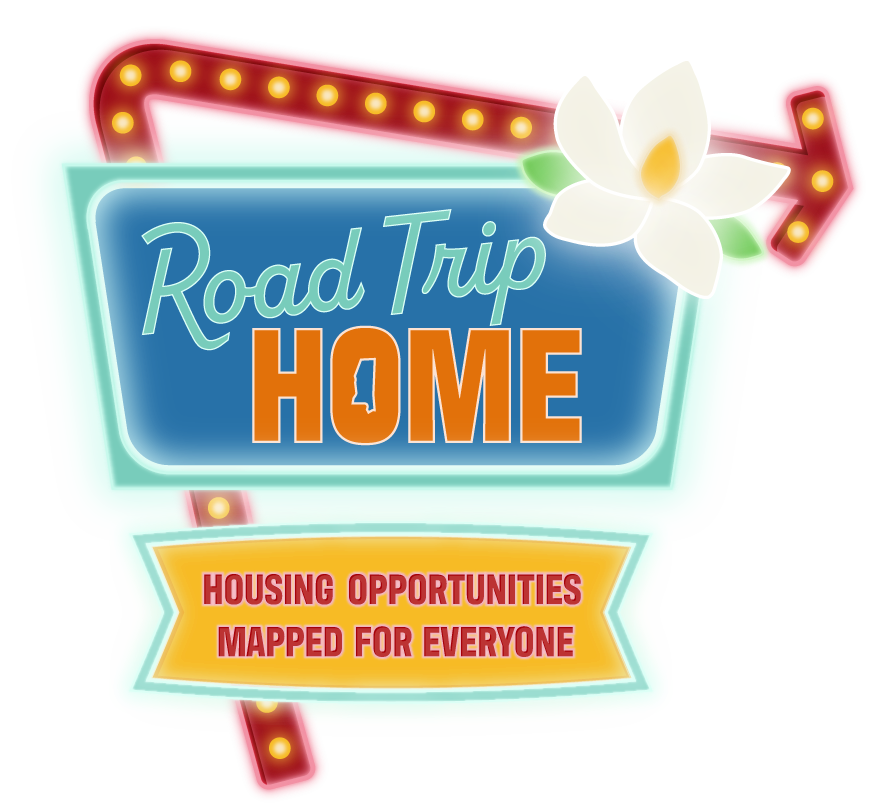 Road Trip
HOME
HOUSING OPPORTUNITIES
MAPPED FOR EVERYONE